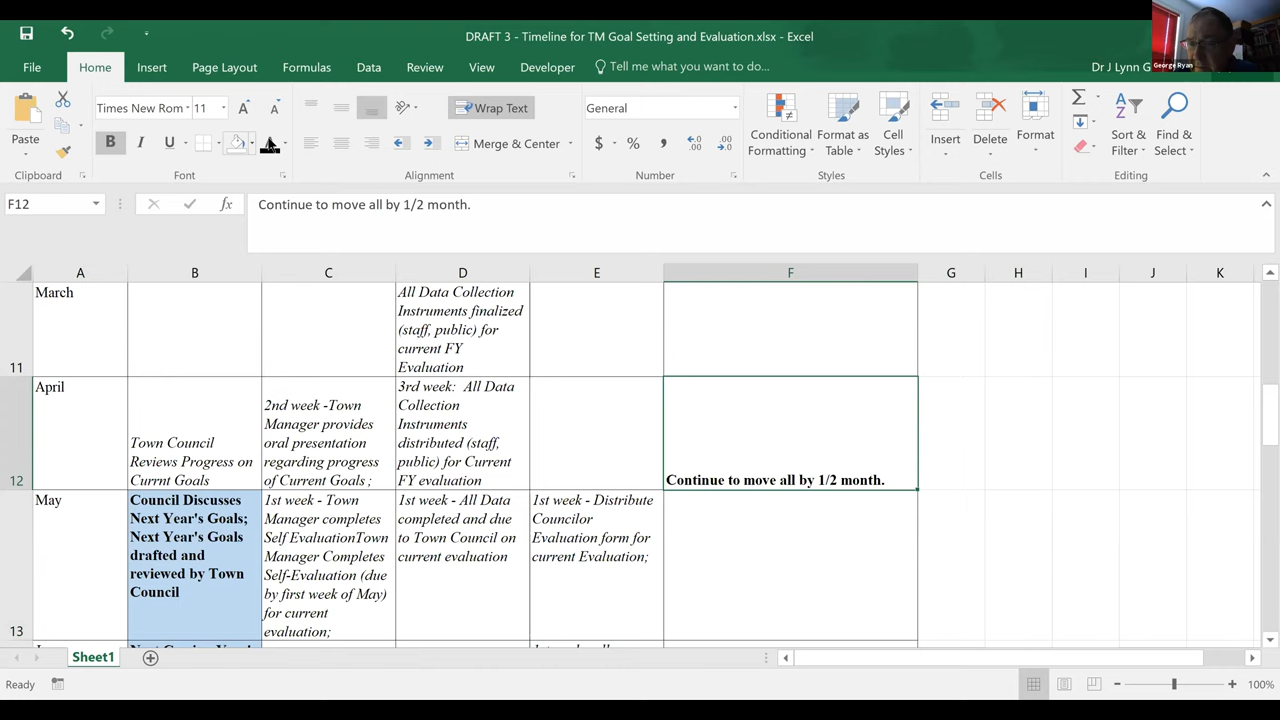 DRAFT 3 - Timeline for TM Goal Setting and Evaluation.xlsx - Excel
George Ryan
File Home Insert Page Layout Formulas Data Review View Developer Tell me what you want to do... Dr J Lynn G
Times New Rom 11 Wrap Text General
Paste B I U Merge & Center $ %
Conditional Formatting Format as Table Cell Styles Insert Delete Format Sort & Filter Find & Select
Clipboard Font Alignment Number Styles Cells Editing
F12 fx Continue to move all by 1/2 month.
A B C D E F G H I J K
11
March
All Data Collection
Instruments finalized
(staff, public) for
current FY
Evaluation
12
April
Town Council
Reviews Progress on
Currnt Goals
2nd week -Town
Manager provides
oral presentation
regarding progress
of Current Goals ;
3rd week: All Data
Collection
Instruments
distributed (staff,
public) for Current
FY evaluation
Continue to move all by 1/2 month.
13
May
Council Discusses
Next Year's Goals;
Next Year's Goals
drafted and
reviewed by Town
Council
1st week - Town
Manager completes
Self EvaluationTown
Manager Completes
Self-Evaluation (due
by first week of May)
for current
evaluation;
1st week - All Data
completed and due
to Town Council on
current evaluation
1st week - Distribute
Councilor
Evaluation form for
current Evaluation;
Sheet1
Ready 100%